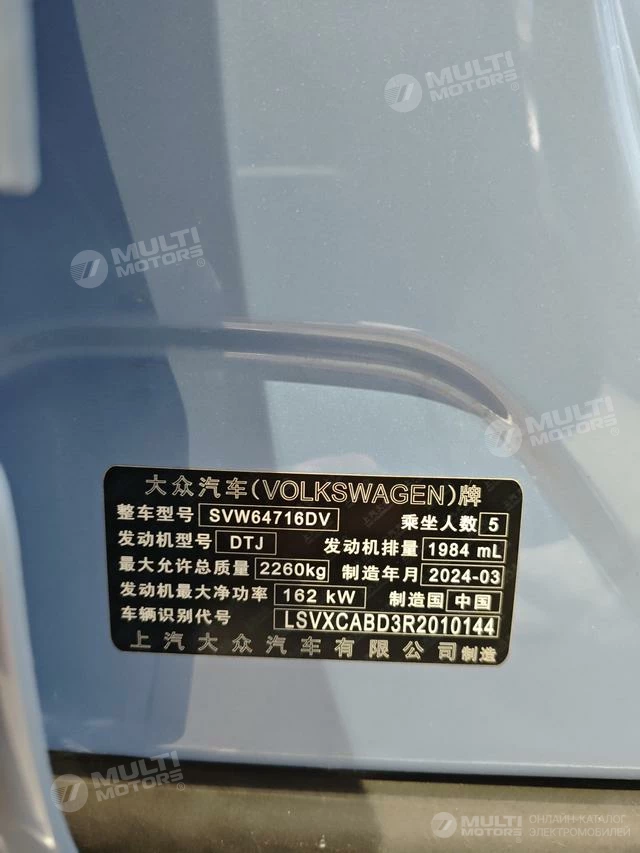 MULTI
MOTORS®
MULTI
MOTORS®
MULTI
MOTORS
大众汽车(VOLKSWAGEN)牌
整车型号 SVW64716DV 乘坐人数 5
发动机型号 DTJ 发动机排量 1984 mL
最大允许总质量 2260kg 制造年月 2024-03
发动机最大净功率 162 kW 制造国 中国
车辆识别代号 LSVXCABD3R2010144
上汽大众汽车有限公司制造
MULTI
MOTORS®
MULTI
MOTORS®
ОНЛАЙН-КАТАЛОГ
ЭЛЕКТРОМОБИЛЕЙ